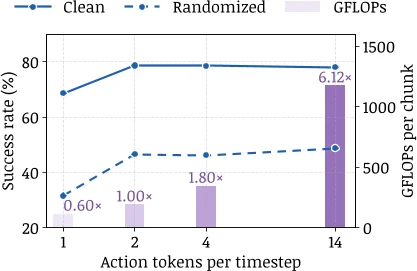 Clean Randomized GFLOPs
Success rate (%)
80
60
40
20
0.60×
1.00×
1.80×
6.12×
1500
1000
500
0
GFLOPs per chunk
1 2 4 14
Action tokens per timestep